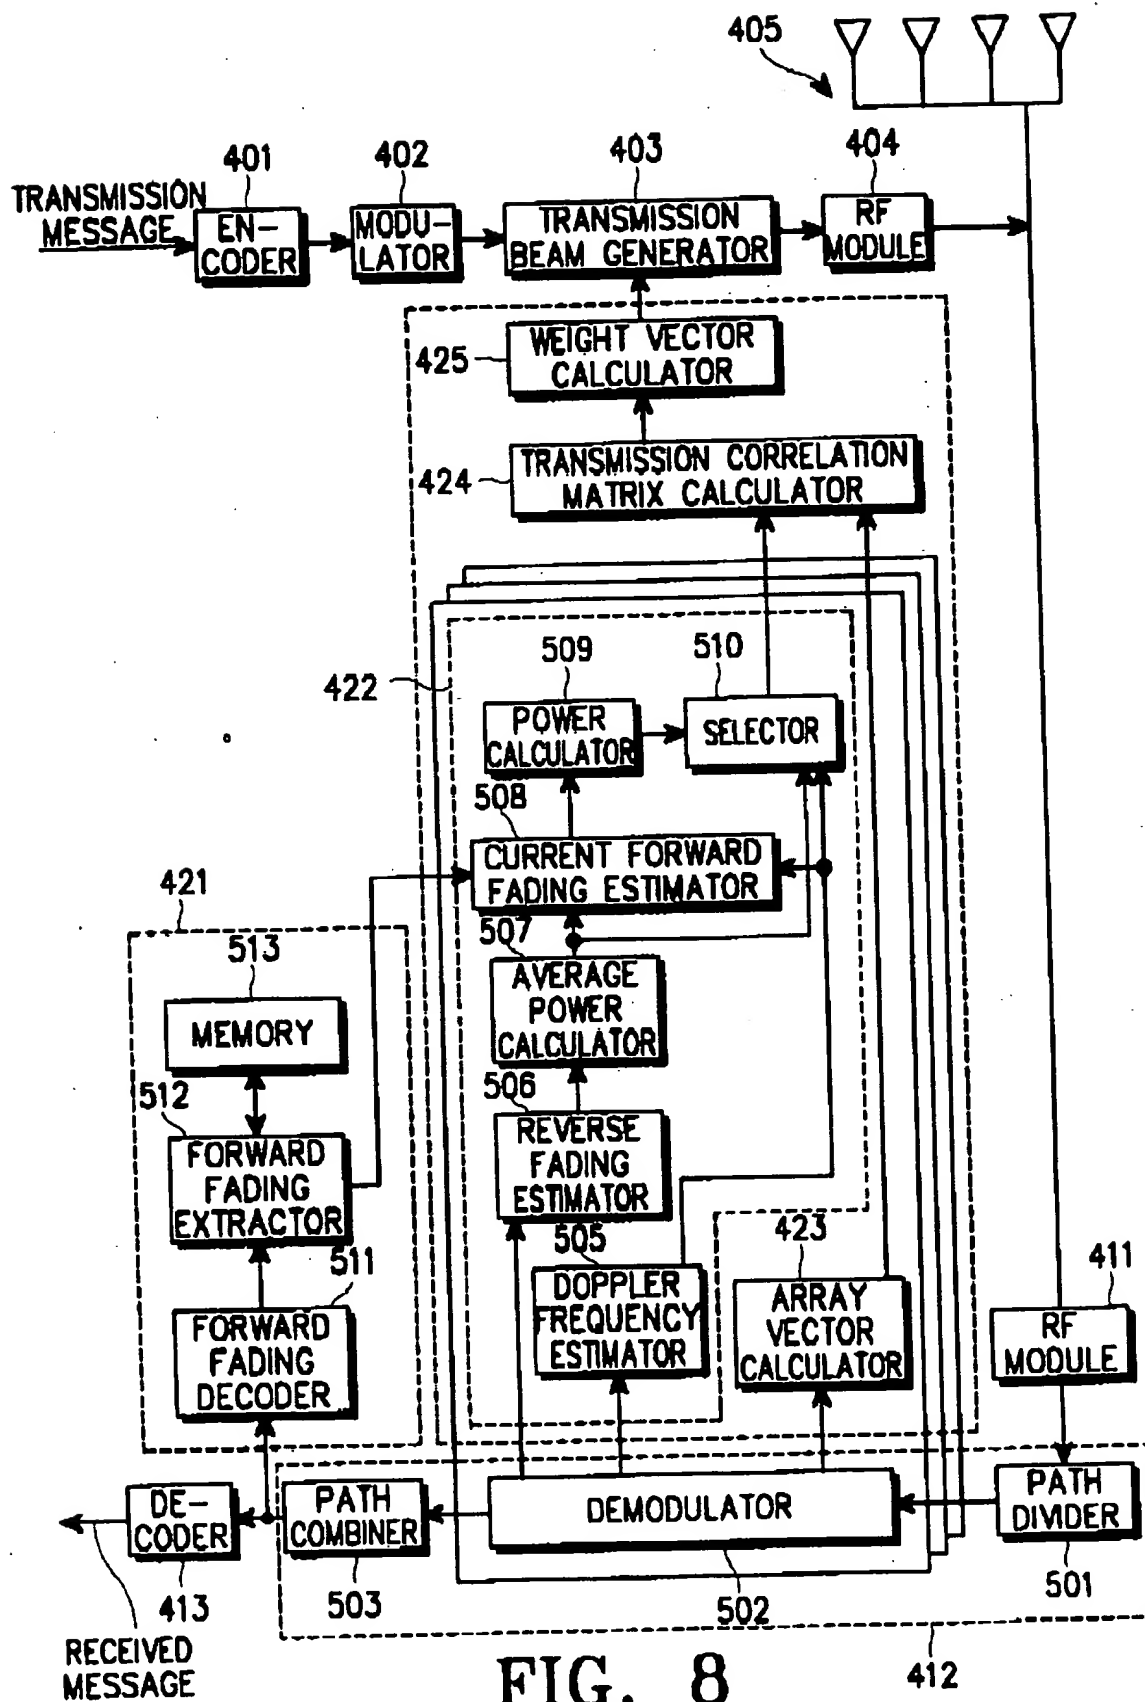 405
401
402
403
404
TRANSMISSION
MESSAGE
EN-
CODER
MODU-
LATOR
TRANSMISSION
BEAM GENERATOR
RF
MODULE
425
WEIGHT VECTOR
CALCULATOR
424
TRANSMISSION CORRELATION
MATRIX CALCULATOR
509
510
422
POWER
CALCULATOR
SELECTOR
508
CURRENT FORWARD
FADING ESTIMATOR
421
507
513
AVERAGE
POWER
CALCULATOR
MEMORY
512
506
FORWARD
FADING
EXTRACTOR
REVERSE
FADING
ESTIMATOR
505
423
511
411
DOPPLER
FREQUENCY
ESTIMATOR
ARRAY
VECTOR
CALCULATOR
FORWARD
FADING
DECODER
RF
MODULE
DE-
CODER
PATH
COMBINER
DEMODULATOR
PATH
DIVIDER
413
503
502
501
RECEIVED
MESSAGE
412
FIG. 8